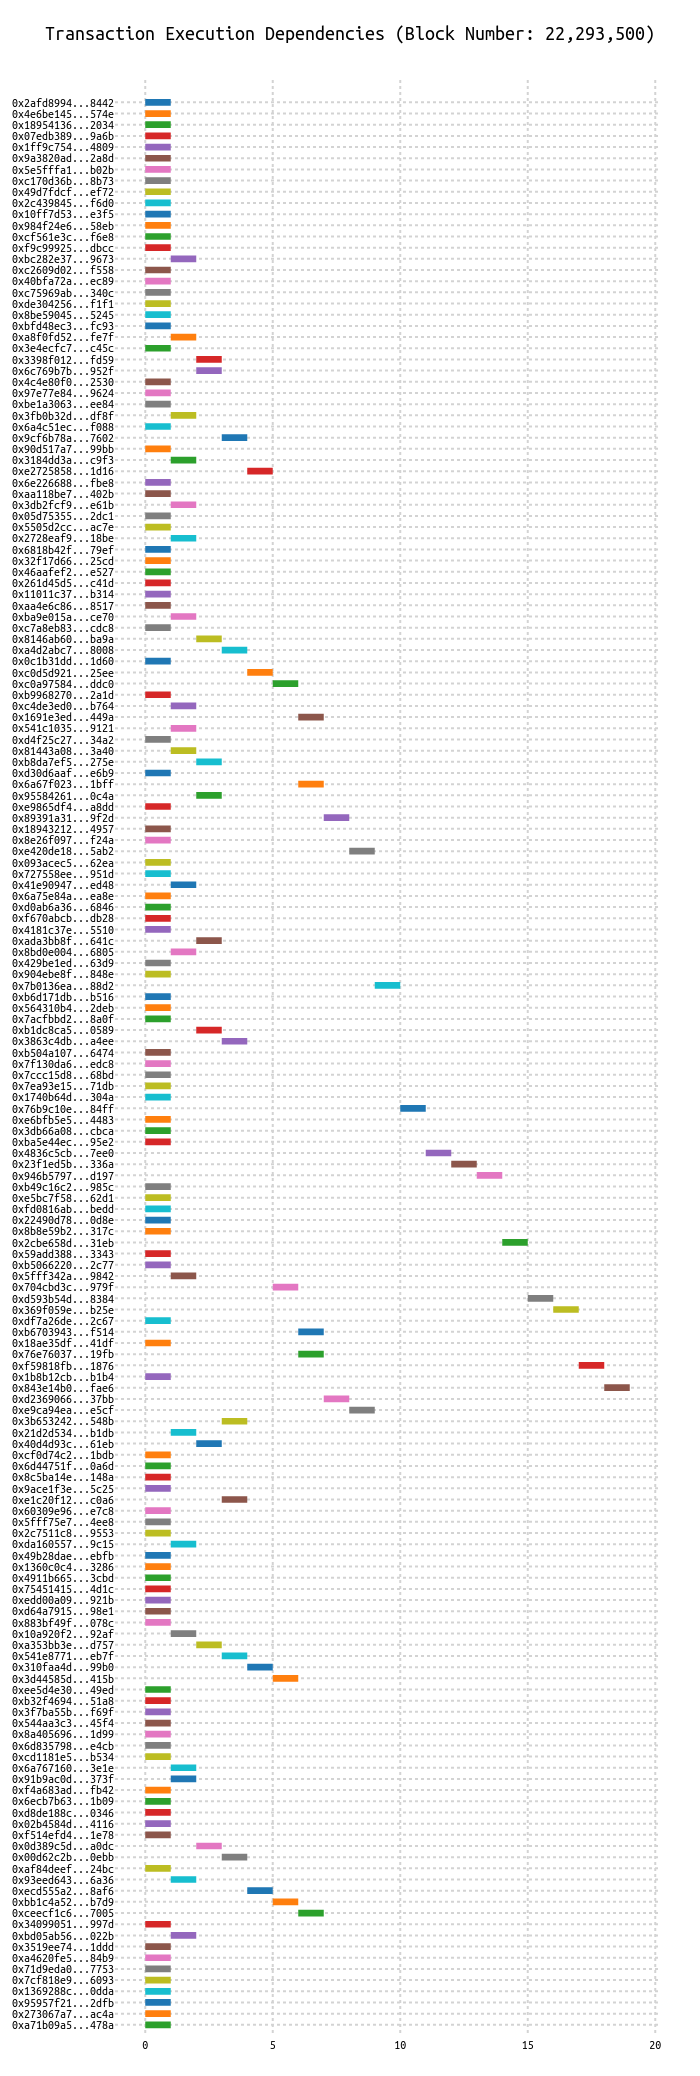 Transaction Execution Dependencies (Block Number: 22,293,500)
0x2afd8994...8442
0x4e6be145...574e
0x18954136...2034
0x07edb389...9a6b
0x1ff9c754...4809
0x9a3820ad...2a8d
0x5e5fffa1...b02b
0xc170d36b...8b73
0x49d7fdcf...ef72
0x2c439845...f6d0
0x10ff7d53...e3f5
0x984f24e6...58eb
0xcf561e3c...f6e8
0xf9c99925...dbcc
0xbc282e37...9673
0xc2609d02...f558
0x40bfa72a...ec89
0xc75969ab...340c
0xde304256...f1f1
0x8be59045...5245
0xbfd48ec3...fc93
0xa8f0fd52...fe7f
0x3e4ecfc7...c45c
0x3398f012...fd59
0x6c769b7b...952f
0x4c4e80f0...2530
0x97e77e84...9624
0xbe1a3063...ee84
0x3fb0b32d...df8f
0x6a4c51ec...f088
0x9cf6b78a...7602
0x90d517a7...99bb
0x3184dd3a...c9f3
0xe2725858...1d16
0x6e226688...fbe8
0xaa118be7...402b
0x3db2fcf9...e61b
0x05d75355...2dc1
0x5505d2cc...ac7e
0x2728eaf9...18be
0x6818b42f...79ef
0x32f17d66...25cd
0x46aafef2...e527
0x261d45d5...c41d
0x11011c37...b314
0xaa4e6c86...8517
0xba9e015a...ce70
0xc7a8eb83...cdc8
0x8146ab60...ba9a
0xa4d2abc7...8008
0x0c1b31dd...1d60
0xc0d5d921...25ee
0xc0a97584...ddc0
0xb9968270...2a1d
0xc4de3ed0...b764
0x1691e3ed...449a
0x541c1035...9121
0xd4f25c27...34a2
0x81443a08...3a40
0xb8da7ef5...275e
0xd30d6aaf...e6b9
0x6a67f023...1bff
0x95584261...0c4a
0xe9865df4...a8dd
0x89391a31...9f2d
0x18943212...4957
0x8e26f097...f24a
0xe420de18...5ab2
0x093acec5...62ea
0x727558ee...951d
0x41e90947...ed48
0x6a75e84a...ea8e
0xd0ab6a36...6846
0xf670abcb...db28
0x4181c37e...5510
0xada3bb8f...641c
0x8bd0e004...6805
0x429be1ed...63d9
0x904ebe8f...848e
0x7b0136ea...88d2
0xb6d171db...b516
0x564310b4...2deb
0x7acfbbd2...8a0f
0xb1dc8ca5...0589
0x3863c4db...a4ee
0xb504a107...6474
0x7f130da6...edc8
0x7ccc15d8...68bd
0x7ea93e15...71db
0x1740b64d...304a
0x76b9c10e...84ff
0xe6bfb5e5...4483
0x3db66a08...cbca
0xba5e44ec...95e2
0x4836c5cb...7ee0
0x23f1ed5b...336a
0x946b5797...d197
0xb49c16c2...985c
0xe5bc7f58...62d1
0xfd0816ab...bedd
0x22490d78...0d8e
0x8b8e59b2...317c
0x2cbe658d...31eb
0x59add388...3343
0xb5066220...2c77
0x5fff342a...9842
0x704cbd3c...979f
0xd593b54d...8384
0x369f059e...b25e
0xdf7a26de...2c67
0xb6703943...f514
0x18ae35df...41df
0x76e76037...19fb
0xf59818fb...1876
0x1b8b12cb...b1b4
0x843e14b0...fae6
0xd2369066...37bb
0xe9ca94ea...e5cf
0x3b653242...548b
0x21d2d534...b1db
0x40d4d93c...61eb
0xcf0d74c2...1bdb
0x6d44751f...0a6d
0x8c5ba14e...148a
0x9ace1f3e...5c25
0xe1c20f12...c0a6
0x60309e96...e7c8
0x5fff75e7...4ee8
0x2c7511c8...9553
0xda160557...9c15
0x49b28dae...ebfb
0x1360c0c4...3286
0x4911b665...3cbd
0x75451415...4d1c
0xedd00a09...921b
0xd64a7915...98e1
0x883bf49f...078c
0x10a920f2...92af
0xa353bb3e...d757
0x541e8771...eb7f
0x310faa4d...99b0
0x3d44585d...415b
0xee5d4e30...49ed
0xb32f4694...51a8
0x3f7ba55b...f69f
0x544aa3c3...45f4
0x8a405696...1d99
0x6d835798...e4cb
0xcd1181e5...b534
0x6a767160...3e1e
0x91b9ac0d...373f
0xf4a683ad...fb42
0x6ecb7b63...1b09
0xd8de188c...0346
0x02b4584d...4116
0xf514efd4...1e78
0x0d389c5d...a0dc
0x00d62c2b...0ebb
0xaf84deef...24bc
0x93eed643...6a36
0xecd555a2...8af6
0xbb1c4a52...b7d9
0xceecf1c6...7005
0x34099051...997d
0xbd05ab56...022b
0x3519ee74...1ddd
0xa4620fe5...84b9
0x71d9eda0...7753
0x7cf818e9...6093
0x1369288c...0dda
0x95957f21...2dfb
0x273067a7...ac4a
0xa71b09a5...478a
0 5 10 15 20